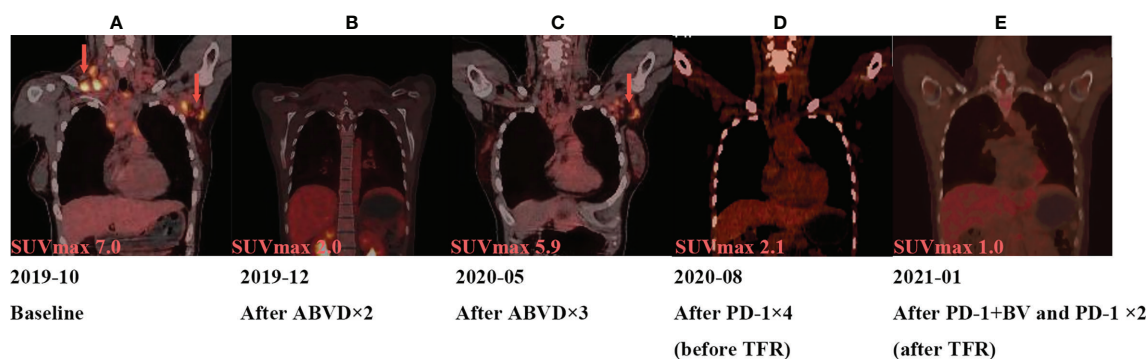 A B C D E
SUVmax 7.0 SUVmax 2.0 SUVmax 5.9 SUVmax 2.1 SUVmax 1.0
2019-10 2019-12 2020-05 2020-08 2021-01
Baseline After ABVD×2 After ABVD×3 After PD-1×4 After PD-1+BV and PD-1 ×2
(before TFR) (after TFR)